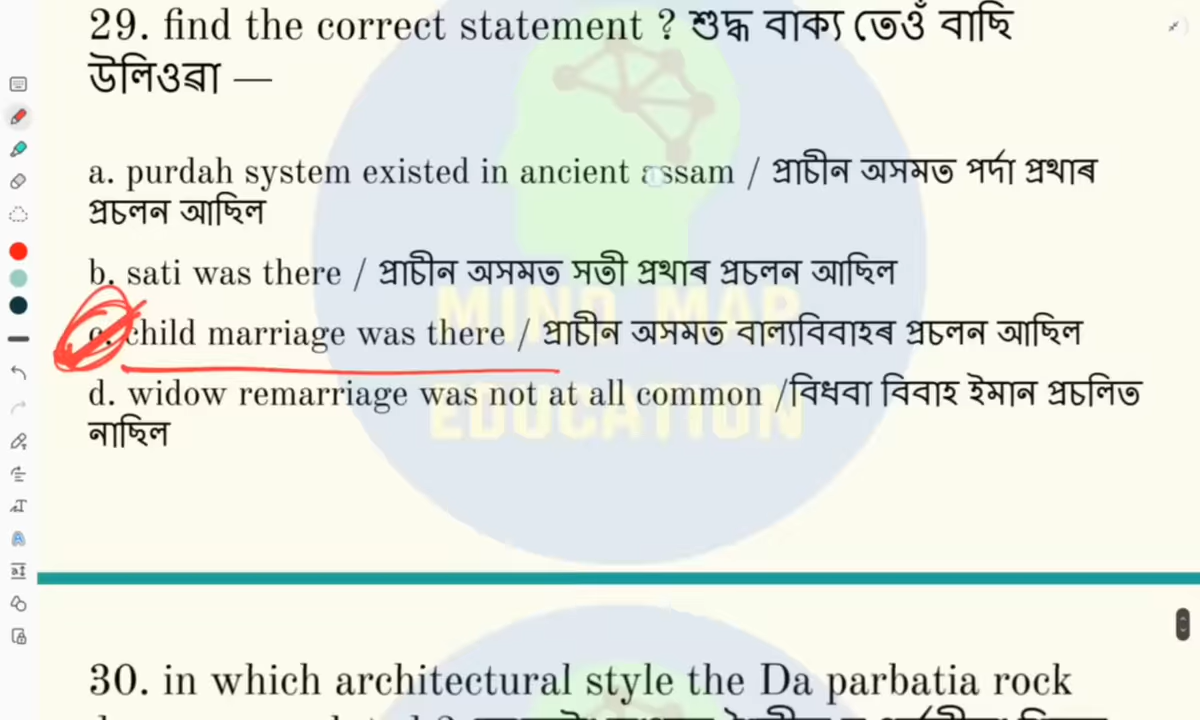 29. find the correct statement ? শুদ্ধ বাক্য তেওঁ বাছি
উলিওৱা —
a. purdah system existed in ancient assam / প্ৰাচীন অসমত পৰ্দা প্ৰথাৰ
প্ৰচলন আছিল
b. sati was there / প্ৰাচীন অসমত সতী প্ৰথাৰ প্ৰচলন আছিল
c. child marriage was there / প্ৰাচীন অসমত বাল্যবিবাহৰ প্ৰচলন আছিল
MIND MAP
d. widow remarriage was not at all common /বিধবা বিবাহ ইমান প্ৰচলিত
নাছিল
EDUCATION
30. in which architectural style the Da parbatia rock